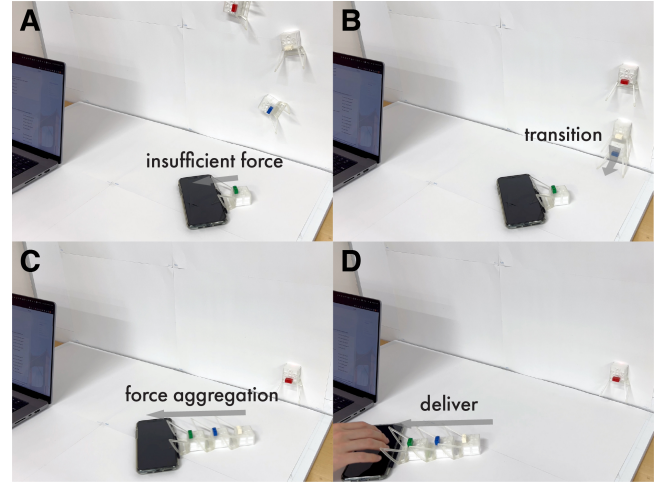 A
insufficient force
B
transition
C
force aggregation
D
deliver